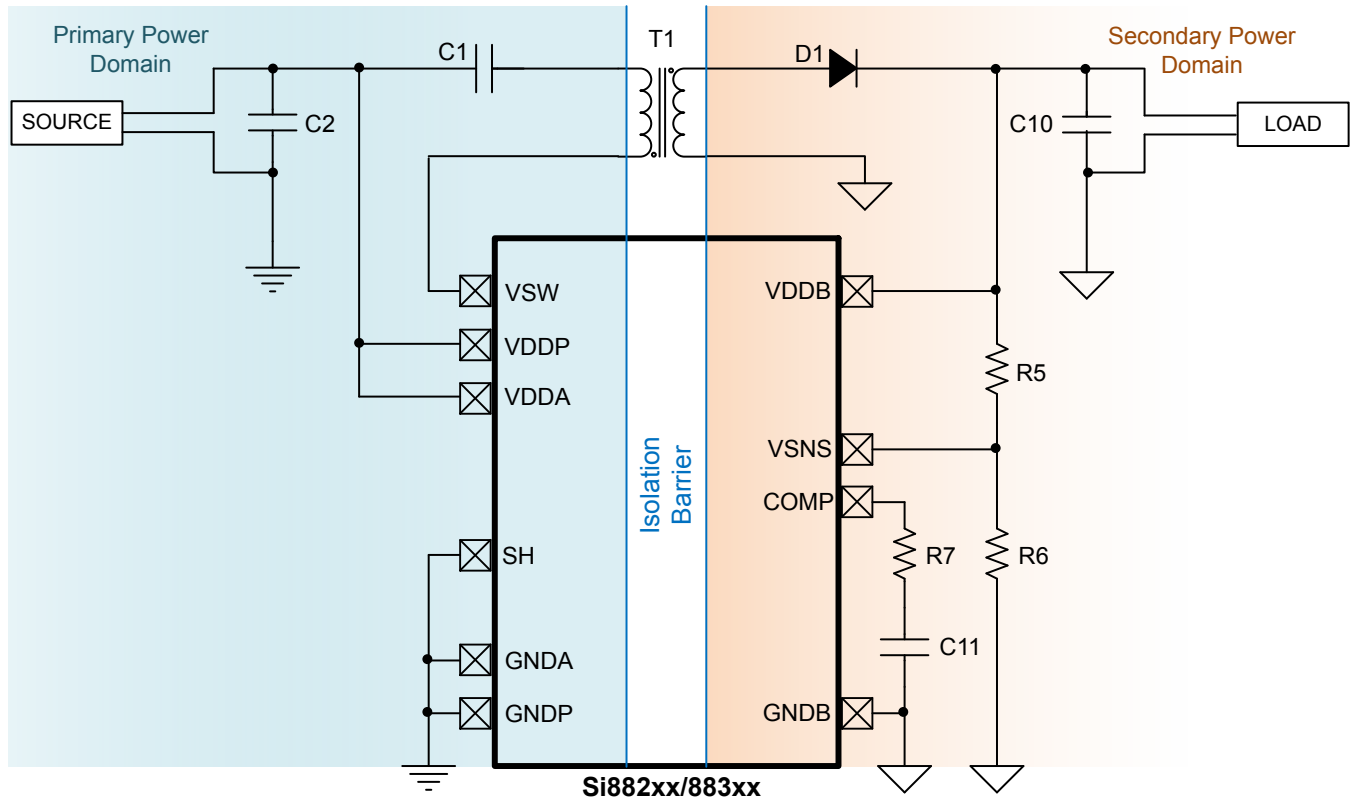 Primary Power
Domain
C1
T1
D1
Secondary Power
Domain
SOURCE
C2
C10
LOAD
VSW
VDDB
VDDP
R5
VDDA
VSNS
Isolation
Barrier
COMP
SH
R7
R6
C11
GNDA
GNDP
GNDB
Si882xx/883xx